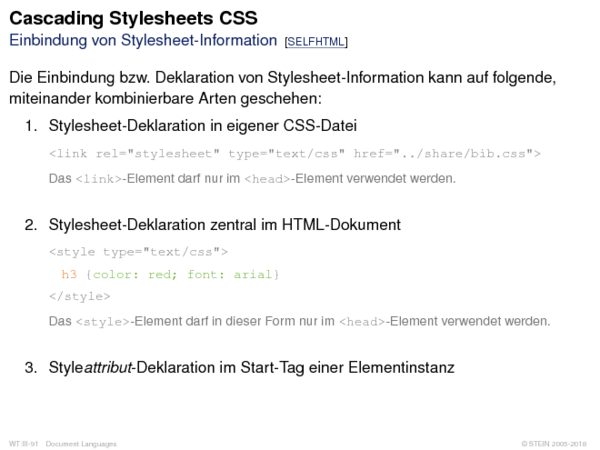 Cascading Stylesheets CSS
Einbindung von Stylesheet-Information [SELFHTML]
Die Einbindung bzw. Deklaration von Stylesheet-Information kann auf folgende,
miteinander kombinierbare Arten geschehen:
1. Stylesheet-Deklaration in eigener CSS-Datei
<link rel="stylesheet" type="text/css" href="../share/bib.css">
Das <link>-Element darf nur im <head>-Element verwendet werden.
2. Stylesheet-Deklaration zentral im HTML-Dokument
<style type="text/css">
h3 {color: red; font: arial}
</style>
Das <style>-Element darf in dieser Form nur im <head>-Element verwendet werden.
3. Styleattribut-Deklaration im Start-Tag einer Elementinstanz
WT:III-91 Document Languages © STEIN 2005-2018